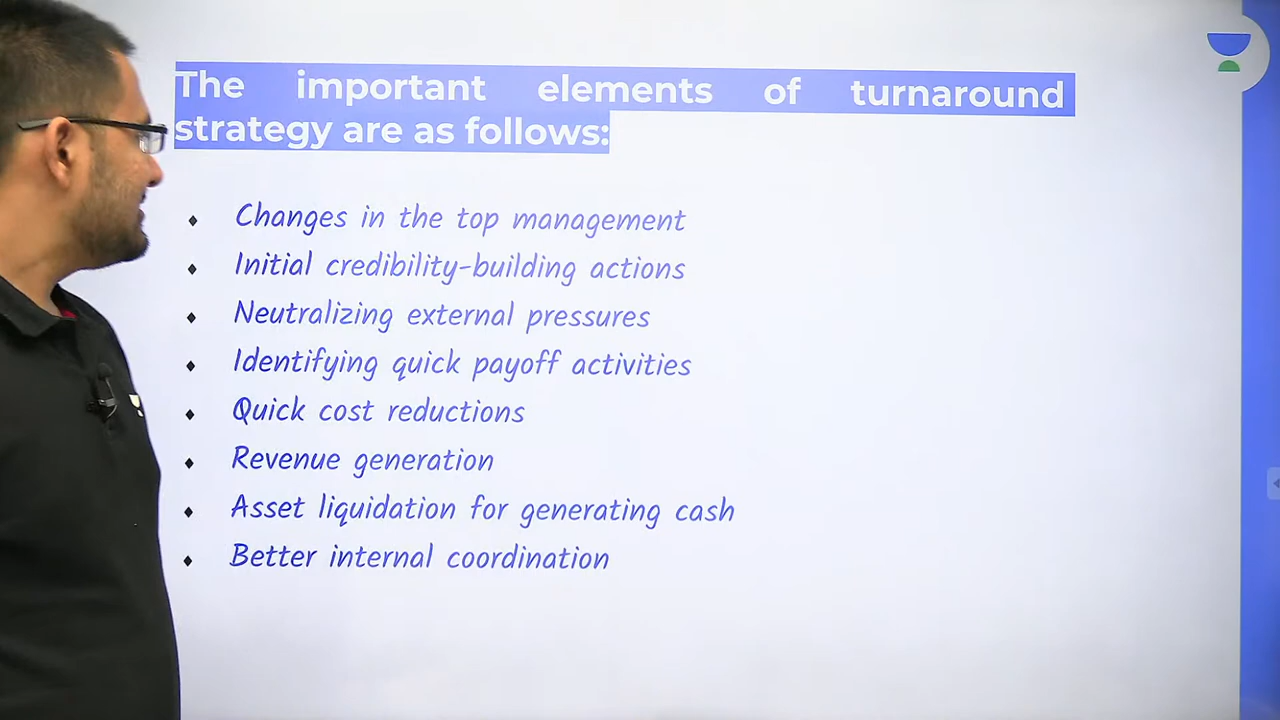 The important elements of turnaround
strategy are as follows:
Changes in the top management
Initial credibility-building actions
Neutralizing external pressures
Identifying quick payoff activities
Quick cost reductions
Revenue generation
Asset liquidation for generating cash
Better internal coordination